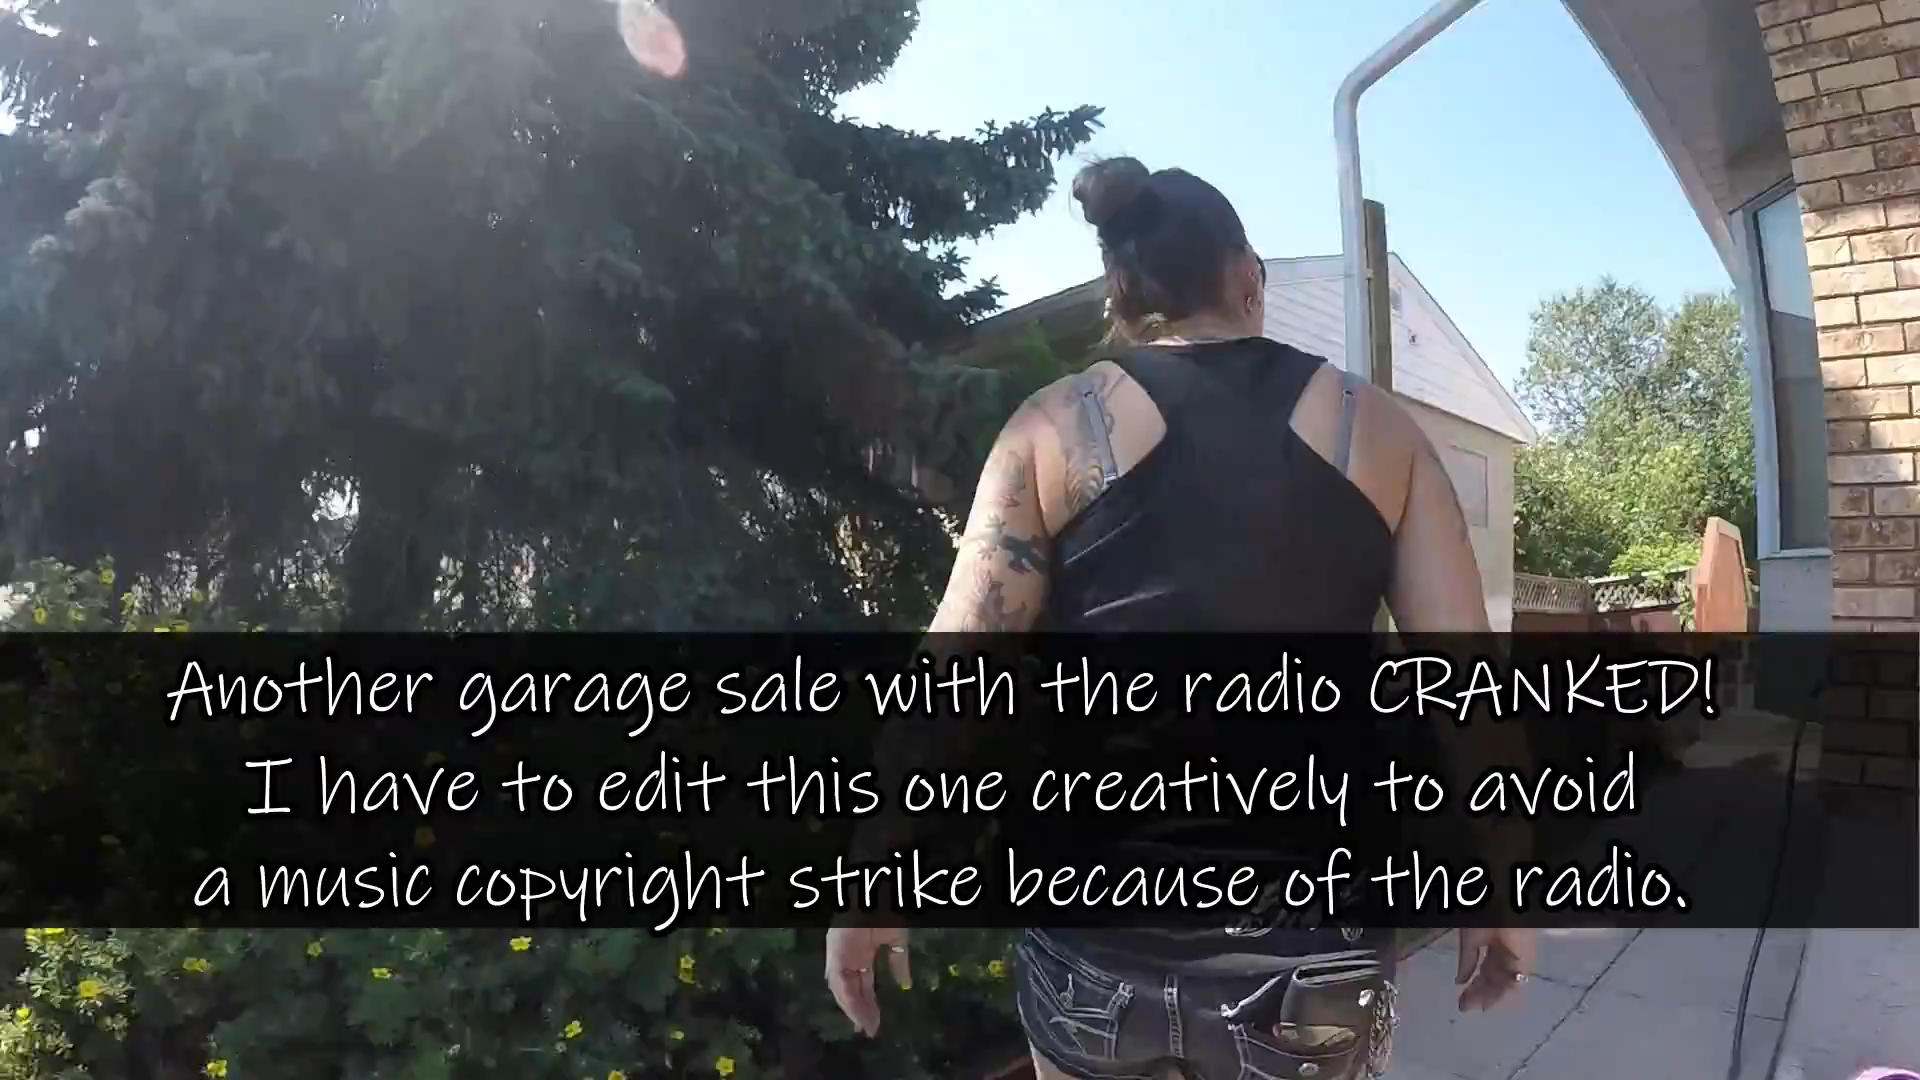 Another garage sale with the radio CRANKED!
I have to edit this one creatively to avoid
a music copyright strike because of the radio.